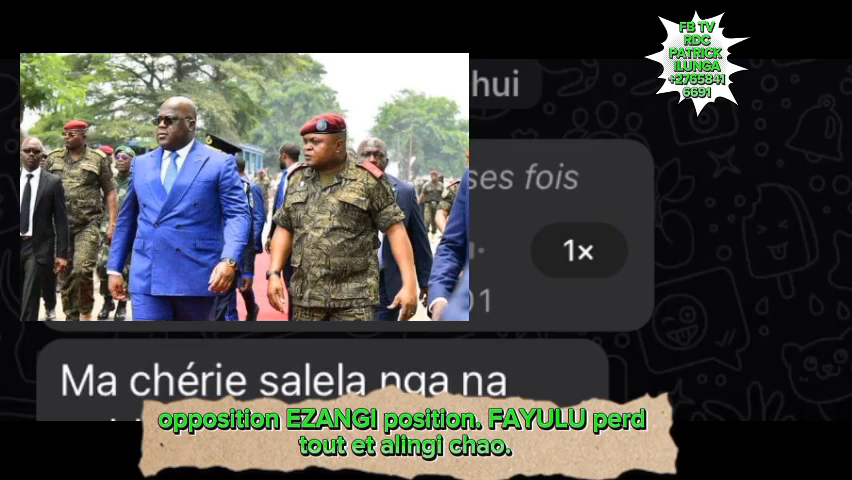 FB TV
RDC
PATRICK
ILUNGA
+2765841
6691
hui
ses fois
1×
01
Ma chérie salela nga na
opposition EZANGI position. FAYULU perd
tout et alingi chao.